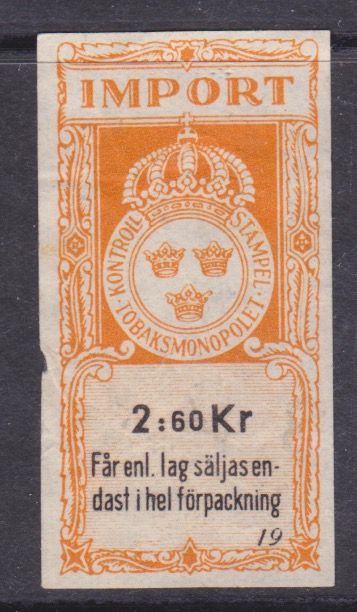 IMPORT
KONTROLL STÄMPEL
TOBAKSMONOPOLET
2:60 Kr
Får enl. lag säljas en-
dast i hel förpackning
19